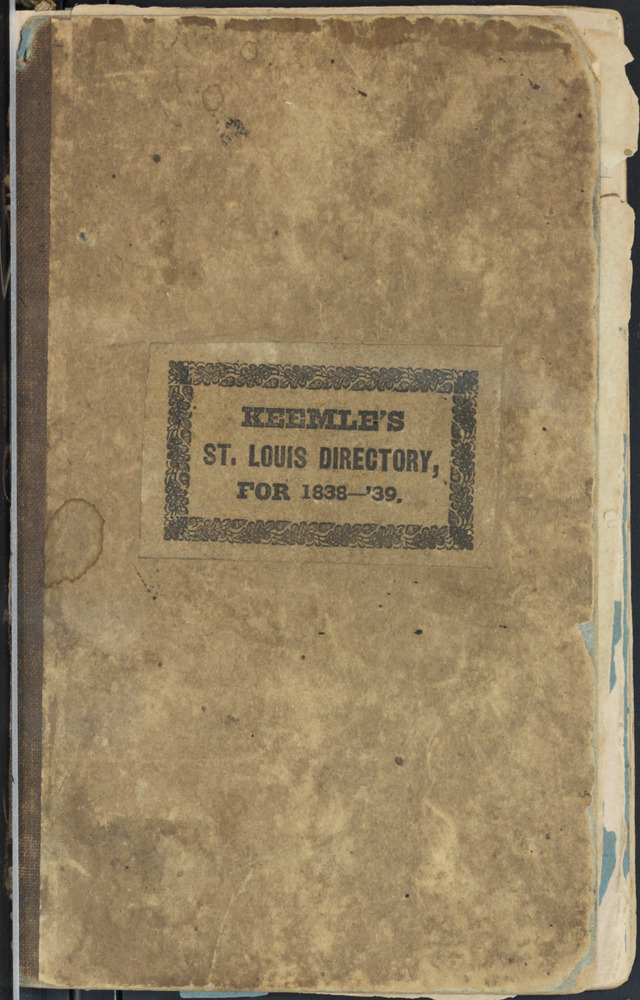 KEEMLE'S
ST. LOUIS DIRECTORY,
FOR 1838—'39.